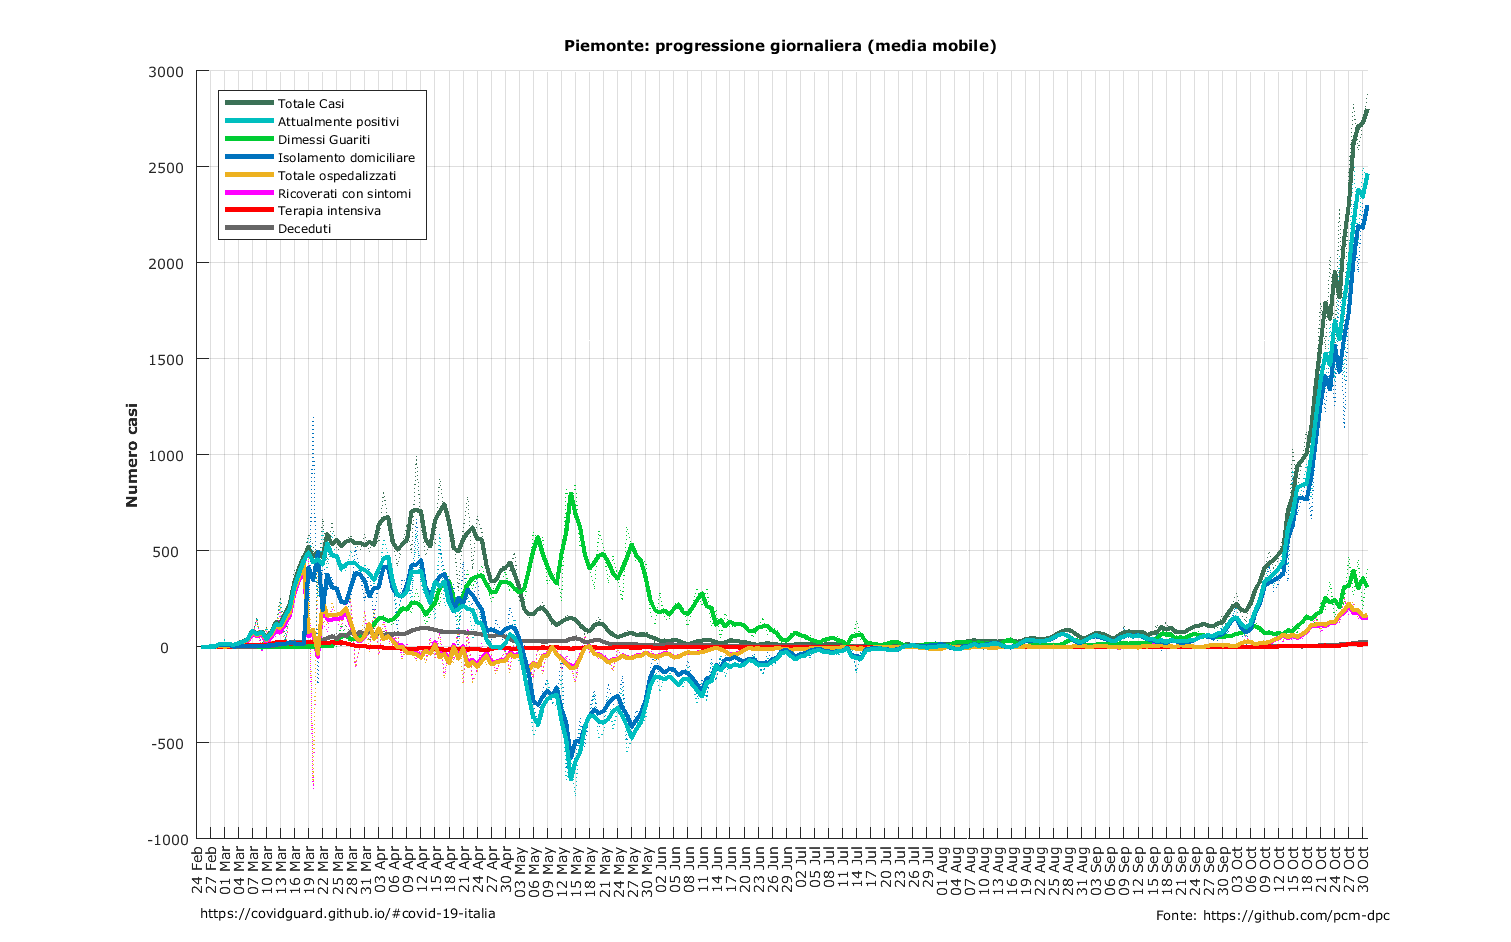 Piemonte: progressione giornaliera (media mobile)
3000
2500
2000
1500
1000
500
0
-500
-1000
Numero casi
Totale Casi
Attualmente positivi
Dimessi Guariti
Isolamento domiciliare
Totale ospedalizzati
Ricoverati con sintomi
Terapia intensiva
Deceduti
24 Feb
27 Feb
01 Mar
04 Mar
07 Mar
10 Mar
13 Mar
16 Mar
19 Mar
22 Mar
25 Mar
28 Mar
31 Mar
03 Apr
06 Apr
09 Apr
12 Apr
15 Apr
18 Apr
21 Apr
24 Apr
27 Apr
30 Apr
03 May
06 May
09 May
12 May
15 May
18 May
21 May
24 May
27 May
30 May
02 Jun
05 Jun
08 Jun
11 Jun
14 Jun
17 Jun
20 Jun
23 Jun
26 Jun
29 Jun
02 Jul
05 Jul
08 Jul
11 Jul
14 Jul
17 Jul
20 Jul
23 Jul
26 Jul
29 Jul
01 Aug
04 Aug
07 Aug
10 Aug
13 Aug
16 Aug
19 Aug
22 Aug
25 Aug
28 Aug
31 Aug
03 Sep
06 Sep
09 Sep
12 Sep
15 Sep
18 Sep
21 Sep
24 Sep
27 Sep
30 Sep
03 Oct
06 Oct
09 Oct
12 Oct
15 Oct
18 Oct
21 Oct
24 Oct
27 Oct
30 Oct
https://covidguard.github.io/#covid-19-italia
Fonte: https://github.com/pcm-dpc